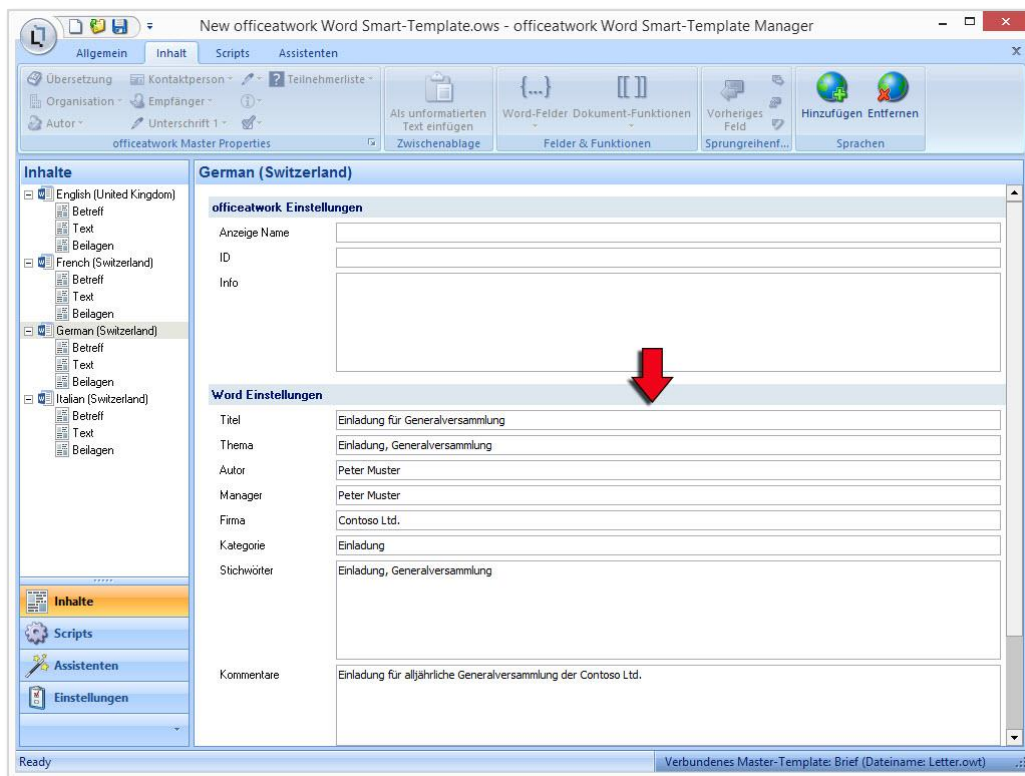 New officeatwork Word Smart-Template.ows - officeatwork Word Smart-Template Manager
Allgemein Inhalt Scripts Assistenten
Übersetzung Kontaktperson Teilnehmerliste
Organisation Empfänger
Autor Unterschrift 1
officeatwork Master Properties
Als unformatierten
Text einfügen
Zwischenablage
{...} [[ ]]
Word-Felder Dokument-Funktionen
Felder & Funktionen
Vorheriges
Feld
Sprungreihenf...
Hinzufügen Entfernen
Sprachen
Inhalte
English (United Kingdom)
Betreff
Text
Beilagen
French (Switzerland)
Betreff
Text
Beilagen
German (Switzerland)
Betreff
Text
Beilagen
Italian (Switzerland)
Betreff
Text
Beilagen
Inhalte
Scripts
Assistenten
Einstellungen
German (Switzerland)
officeatwork Einstellungen
Anzeige Name
ID
Info
Word Einstellungen
Titel Einladung für Generalversammlung
Thema Einladung, Generalversammlung
Autor Peter Muster
Manager Peter Muster
Firma Contoso Ltd.
Kategorie Einladung
Stichwörter Einladung, Generalversammlung
Kommentare Einladung für alljährliche Generalversammlung der Contoso Ltd.
Ready Verbundenes Master-Template: Brief (Dateiname: Letter.owt)